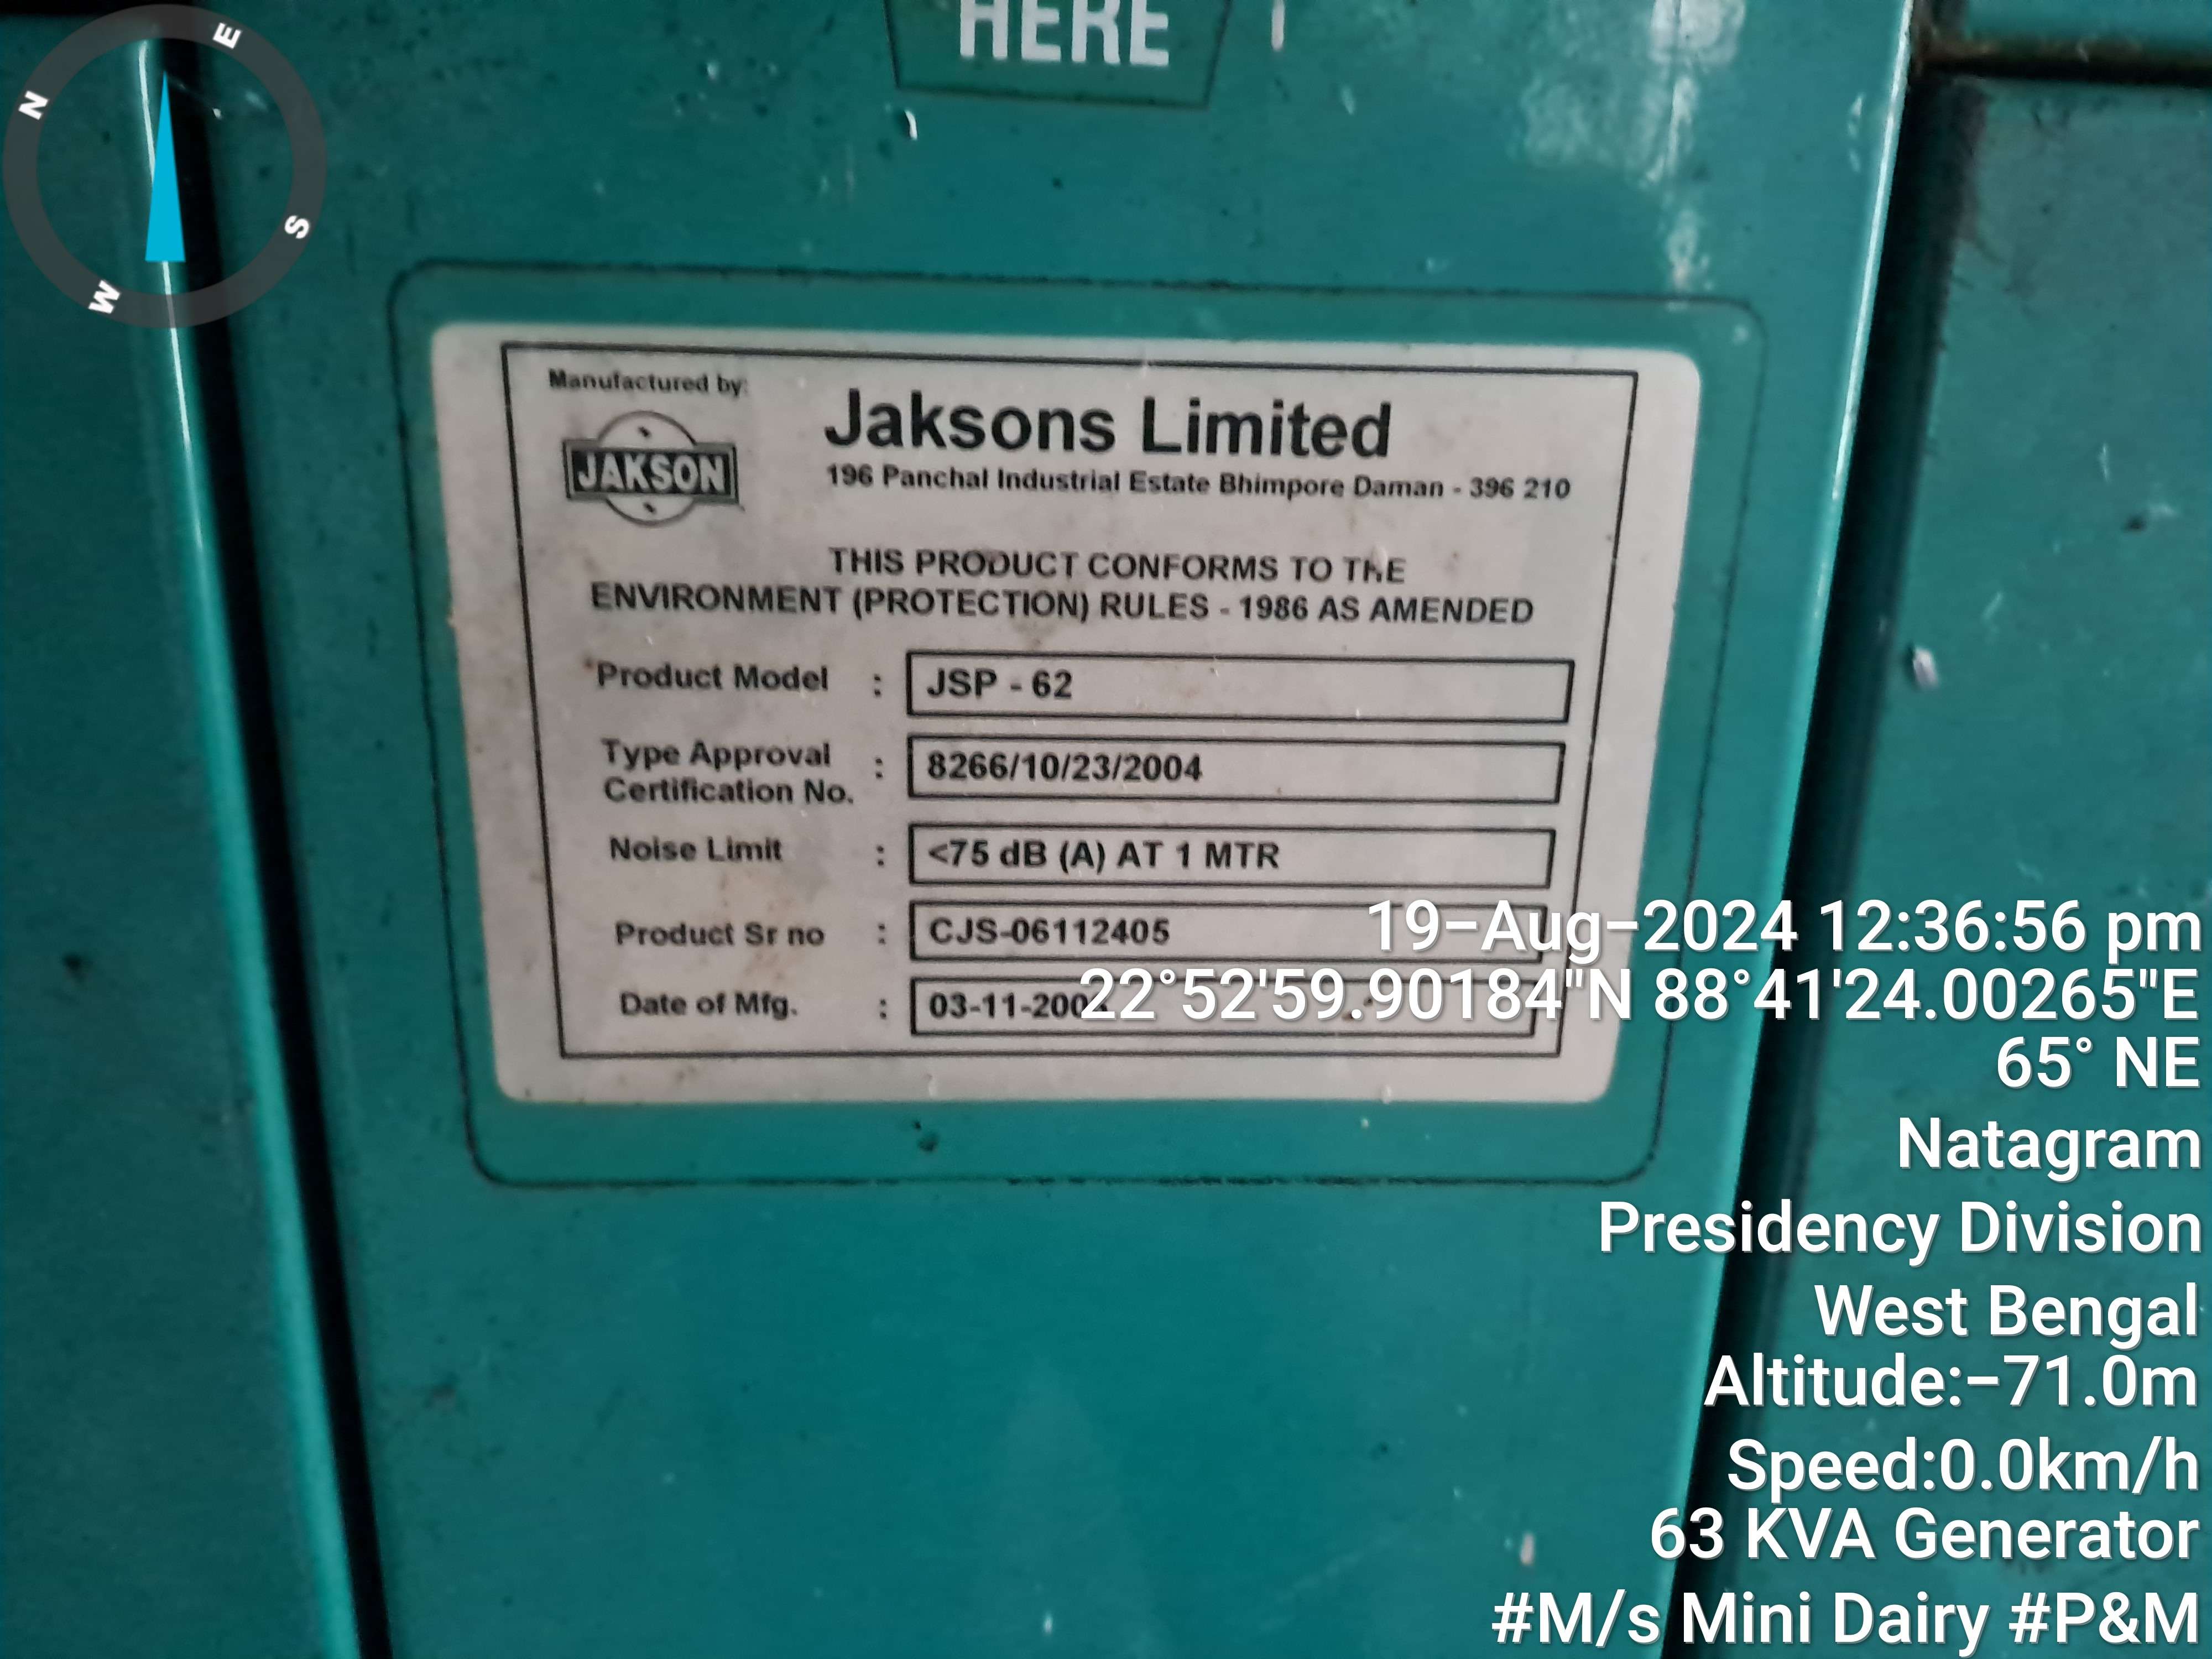 HERE
N
E
S
W
Manufactured by:
JAKSON
Jaksons Limited
196 Panchal Industrial Estate Bhimpore Daman - 396 210
THIS PRODUCT CONFORMS TO THE
ENVIRONMENT (PROTECTION) RULES - 1986 AS AMENDED
Product Model : JSP - 62
Type Approval
Certification No. : 8266/10/23/2004
Noise Limit : <75 dB (A) AT 1 MTR
Product Sr no : CJS-06112405
Date of Mfg. :
19-Aug-2024 12:36:56 pm
22°52'59.90184"N 88°41'24.00265"E
65° NE
Natagram
Presidency Division
West Bengal
Altitude:-71.0m
Speed:0.0km/h
63 KVA Generator
#M/s Mini Dairy #P&M